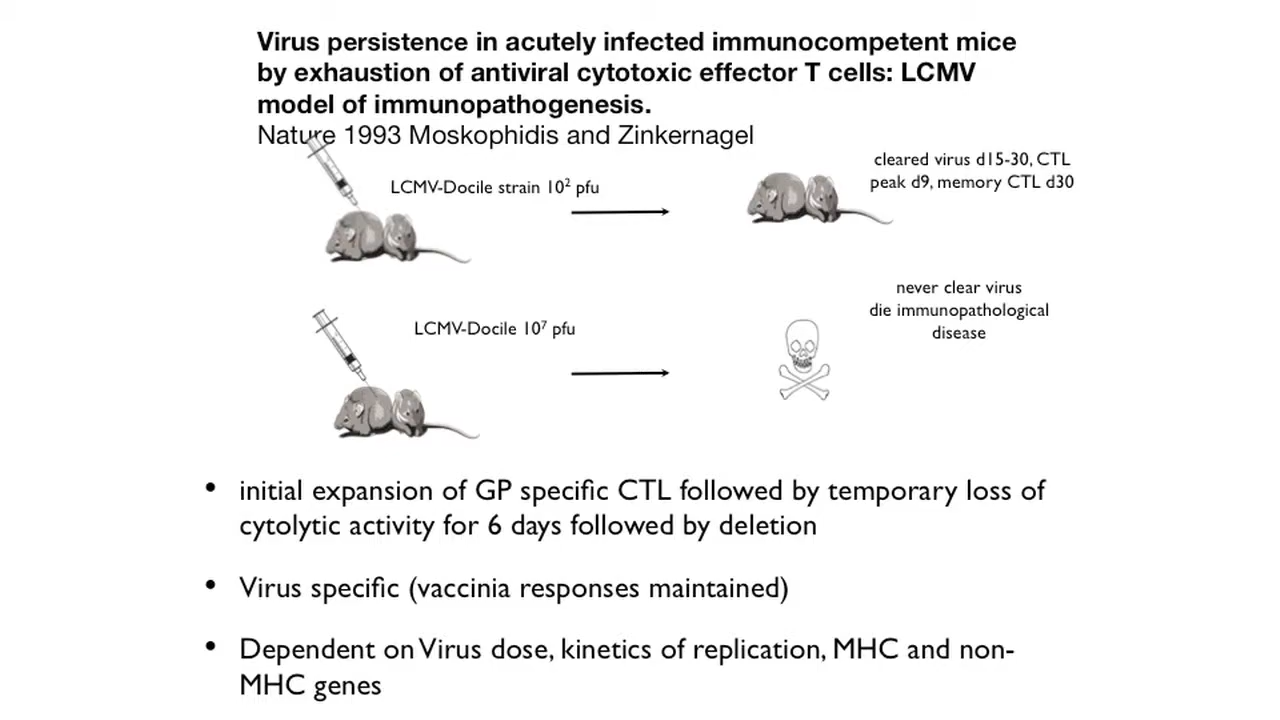 Virus persistence in acutely infected immunocompetent mice
by exhaustion of antiviral cytotoxic effector T cells: LCMV
model of immunopathogenesis.
Nature 1993 Moskophidis and Zinkernagel
LCMV-Docile strain 10² pfu
cleared virus d15-30, CTL
peak d9, memory CTL d30
LCMV-Docile 10⁷ pfu
never clear virus
die immunopathological
disease
• initial expansion of GP specific CTL followed by temporary loss of
cytolytic activity for 6 days followed by deletion
• Virus specific (vaccinia responses maintained)
• Dependent on Virus dose, kinetics of replication, MHC and non-
MHC genes